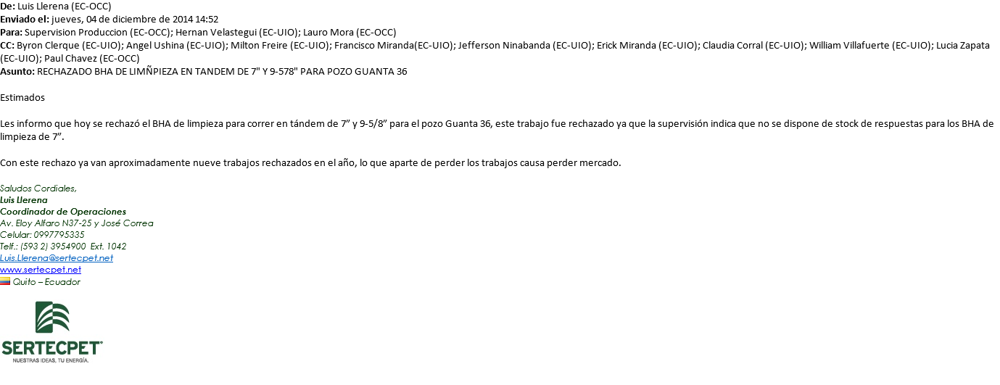 De: Luis Llerena (EC-OCC)
Enviado el: jueves, 04 de diciembre de 2014 14:52
Para: Supervision Produccion (EC-OCC); Hernan Velastegui (EC-UIO); Lauro Mora (EC-OCC)
CC: Byron Clerque (EC-UIO); Angel Ushina (EC-UIO); Milton Freire (EC-UIO); Francisco Miranda(EC-UIO); Jefferson Ninabanda (EC-UIO); Erick Miranda (EC-UIO); Claudia Corral (EC-UIO); William Villafuerte (EC-UIO); Lucia Zapata
(EC-UIO); Paul Chavez (EC-OCC)
Asunto: RECHAZADO BHA DE LIMÑPIEZA EN TANDEM DE 7" Y 9-578" PARA POZO GUANTA 36
Estimados
Les informo que hoy se rechazó el BHA de limpieza para correr en tándem de 7” y 9-5/8” para el pozo Guanta 36, este trabajo fue rechazado ya que la supervisión indica que no se dispone de stock de respuestas para los BHA de
limpieza de 7”.
Con este rechazo ya van aproximadamente nueve trabajos rechazados en el año, lo que aparte de perder los trabajos causa perder mercado.
Saludos Cordiales,
Luis Llerena
Coordinador de Operaciones
Av. Eloy Alfaro N37-25 y José Correa
Celular: 0997795335
Telf.: (593 2) 3954900  Ext. 1042
Luis.Llerena@sertecpet.net
www.sertecpet.net
Quito – Ecuador
SERTECPET®
NUESTRAS IDEAS, TU ENERGÍA.